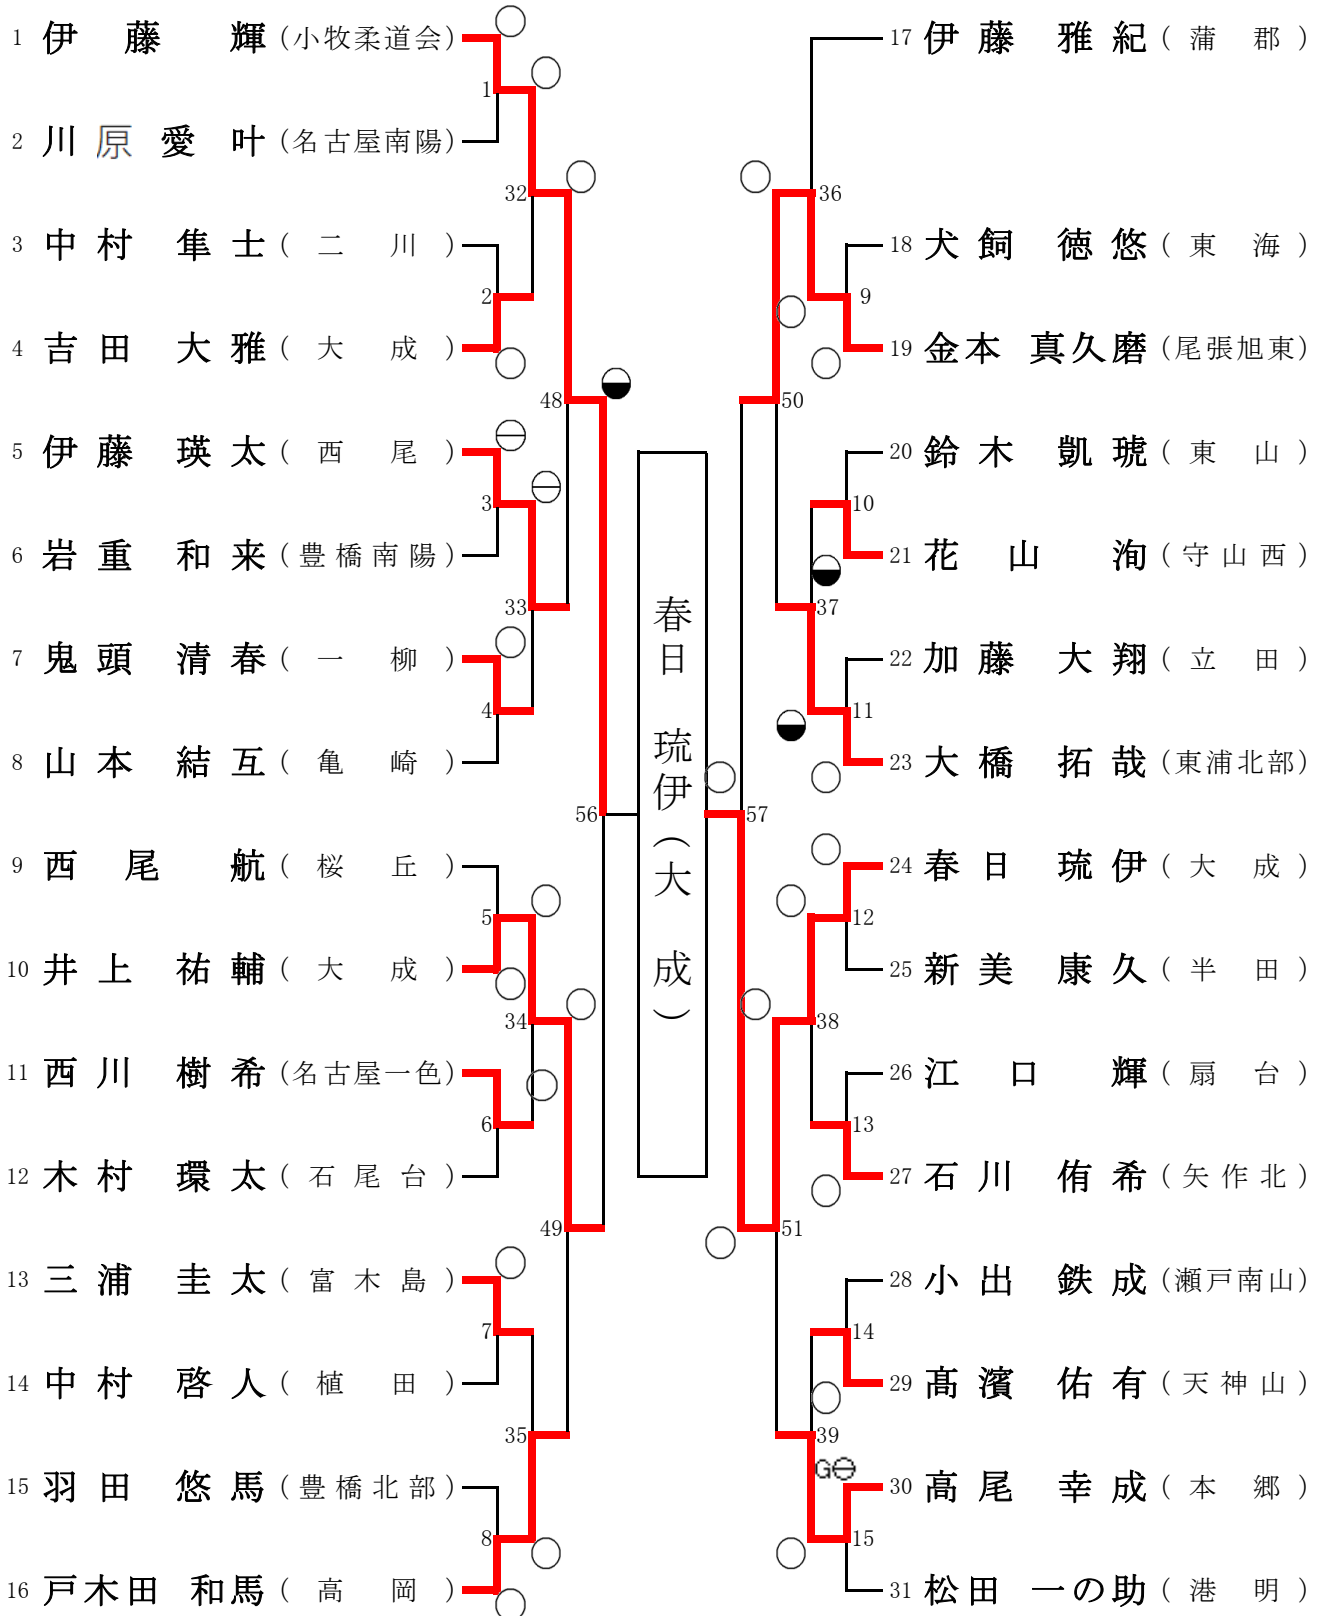 1 伊藤 輝 (小牧柔道会)
2 川原 愛叶 (名古屋南陽)
3 中村 隼士 (二川)
4 吉田 大雅 (大成)
5 伊藤 瑛太 (西尾)
6 岩重 和来 (豊橋南陽)
7 鬼頭 清春 (一柳)
8 山本 結互 (亀崎)
9 西尾 航 (桜丘)
10 井上 祐輔 (大成)
11 西川 樹希 (名古屋一色)
12 木村 環太 (石尾台)
13 三浦 圭太 (富木島)
14 中村 啓人 (植田)
15 羽田 悠馬 (豊橋北部)
16 戸木田 和馬 (高岡)
1
2
3
4
5
6
7
8
32
33
34
35
48
49
56
春日 琉伊(大 成)
57
50
51
36
37
38
39
9
10
11
12
13
14
G
15
17 伊藤 雅紀 (蒲郡)
18 犬飼 徳悠 (東海)
19 金本 真久磨 (尾張旭東)
20 鈴木 凱琥 (東山)
21 花山 洵 (守山西)
22 加藤 大翔 (立田)
23 大橋 拓哉 (東浦北部)
24 春日 琉伊 (大成)
25 新美 康久 (半田)
26 江口 輝 (扇台)
27 石川 侑希 (矢作北)
28 小出 鉄成 (瀬戸南山)
29 髙濱 佑有 (天神山)
30 高尾 幸成 (本郷)
31 松田 一の助 (港明)